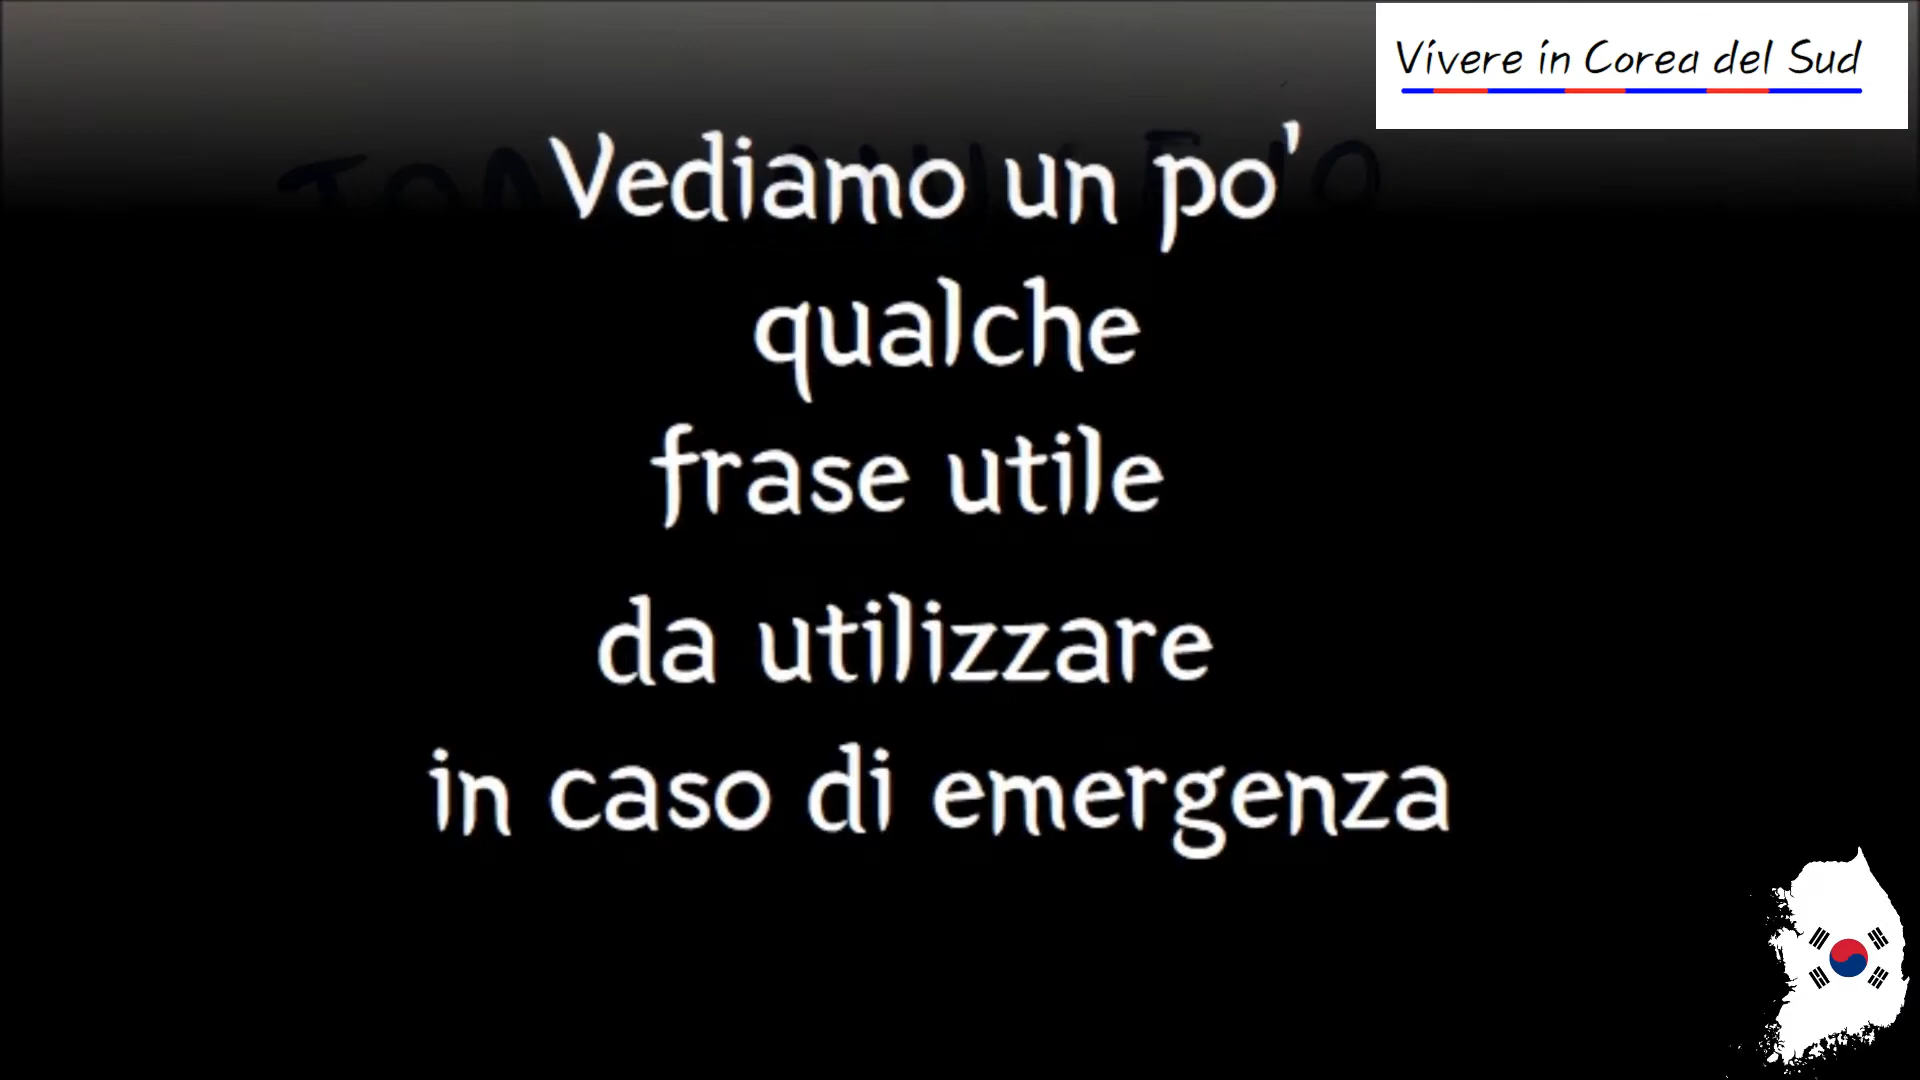 Vivere in Corea del Sud
Vediamo un po'
qualche
frase utile
da utilizzare
in caso di emergenza